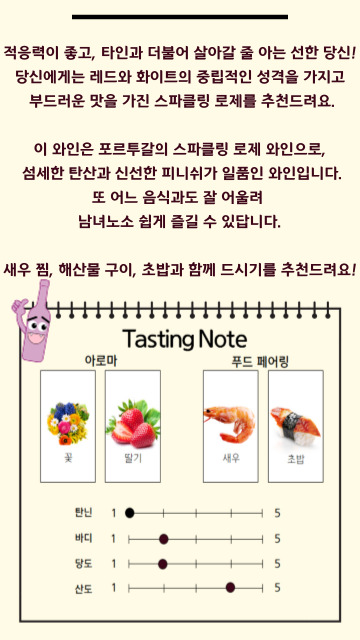 적응력이 좋고, 타인과 더불어 살아갈 줄 아는 선한 당신!
당신에게는 레드와 화이트의 중립적인 성격을 가지고
부드러운 맛을 가진 스파클링 로제를 추천드려요.
이 와인은 포르투갈의 스파클링 로제 와인으로,
섬세한 탄산과 신선한 피니쉬가 일품인 와인입니다.
또 어느 음식과도 잘 어울려
남녀노소 쉽게 즐길 수 있답니다.
새우 찜, 해산물 구이, 초밥과 함께 드시기를 추천드려요!
Tasting Note
아로마 푸드 페어링
꽃 딸기 새우 초밥
탄닌 1 5
바디 1 5
당도 1 5
산도 1 5